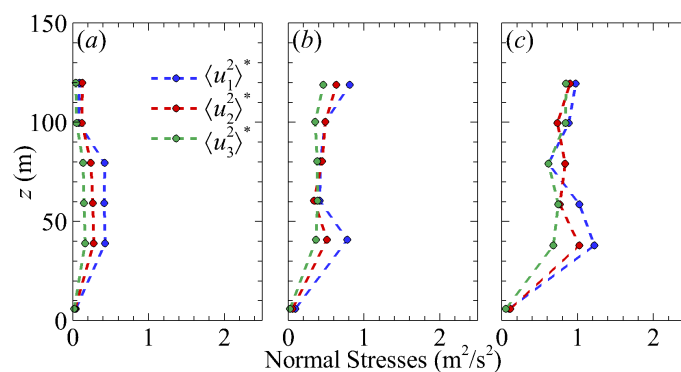 150
(a)
(b)
(c)
⟨u₁²⟩*
⟨u₂²⟩*
⟨u₃²⟩*
100
z (m)
50
0
0 1 2 0 1 2 0 1 2
Normal Stresses (m²/s²)